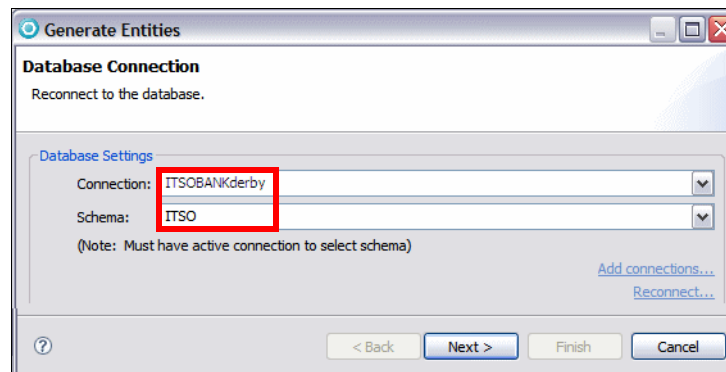 Generate Entities
Database Connection
Reconnect to the database.
Database Settings
Connection: ITSOBANKderby
Schema: ITSO
(Note: Must have active connection to select schema)
Add connections...
Reconnect...
? < Back Next > Finish Cancel